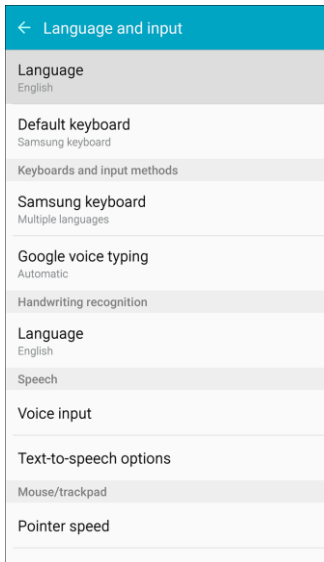 Language and input
Language
English
Default keyboard
Samsung keyboard
Keyboards and input methods
Samsung keyboard
Multiple languages
Google voice typing
Automatic
Handwriting recognition
Language
English
Speech
Voice input
Text-to-speech options
Mouse/trackpad
Pointer speed